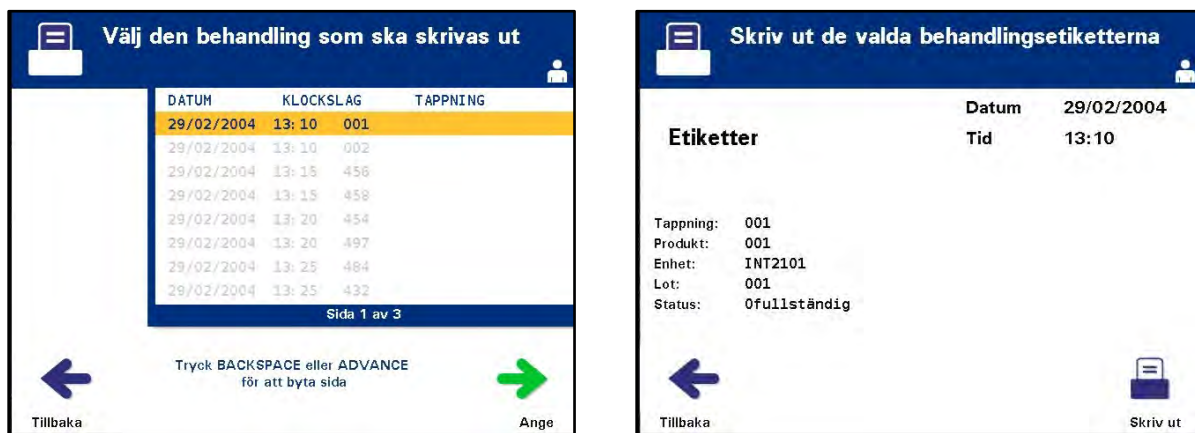 Välj den behandling som ska skrivas ut
DATUM KLOCKSLAG TAPPNING
29/02/2004 13:10 001
29/02/2004 13:10 002
29/02/2004 13:15 456
29/02/2004 13:15 458
29/02/2004 13:20 454
29/02/2004 13:20 497
29/02/2004 13:25 484
29/02/2004 13:25 432
Sida 1 av 3
Tryck BACKSPACE eller ADVANCE
för att byta sida
Tillbaka
Ange
Skriv ut de valda behandlingsetiketterna
Datum 29/02/2004
Etiketter
Tid 13:10
Tappning: 001
Produkt: 001
Enhet: INT2101
Lot: 001
Status: Ofullständig
Tillbaka
Skriv ut